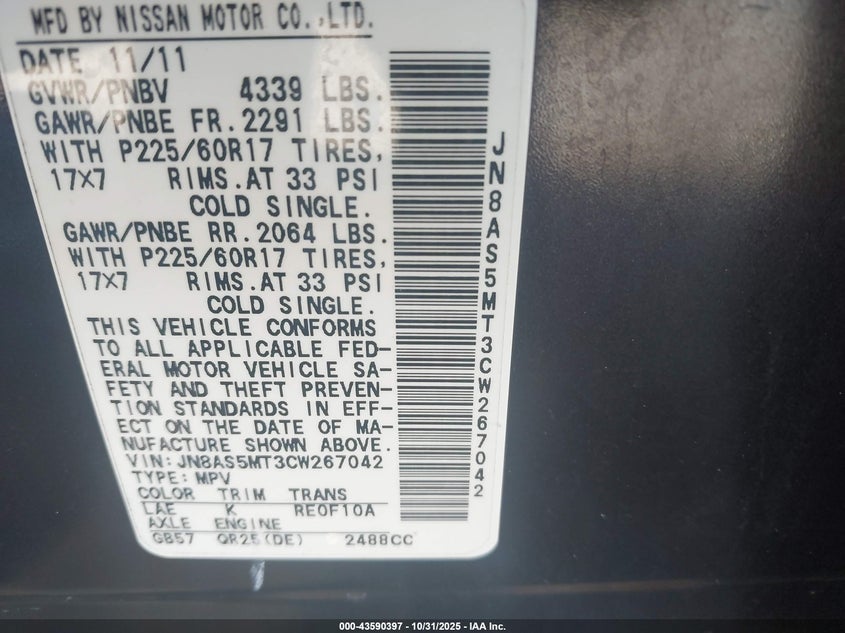 MFD BY NISSAN MOTOR CO.,LTD.
DATE 11/11
GVWR/PNBV 4339 LBS.
GAWR/PNBE FR.2291 LBS.
WITH P225/60R17 TIRES,
17X7 RIMS.AT 33 PSI
COLD SINGLE.
GAWR/PNBE RR.2064 LBS.
WITH P225/60R17 TIRES,
17X7 RIMS.AT 33 PSI
COLD SINGLE.
THIS VEHICLE CONFORMS
TO ALL APPLICABLE FED-
ERAL MOTOR VEHICLE SA-
FETY AND THEFT PREVEN-
TION STANDARDS IN EFF-
ECT ON THE DATE OF MA-
NUFACTURE SHOWN ABOVE.
VIN: JN8AS5MT3CW267042
TYPE: MPV
COLOR TRIM TRANS
LAE K RE0F10A
AXLE ENGINE
GB57 QR25(DE) 2488CC
JN8AS5MT3CW267042
000-43590397 - 10/31/2025 - IAA Inc.